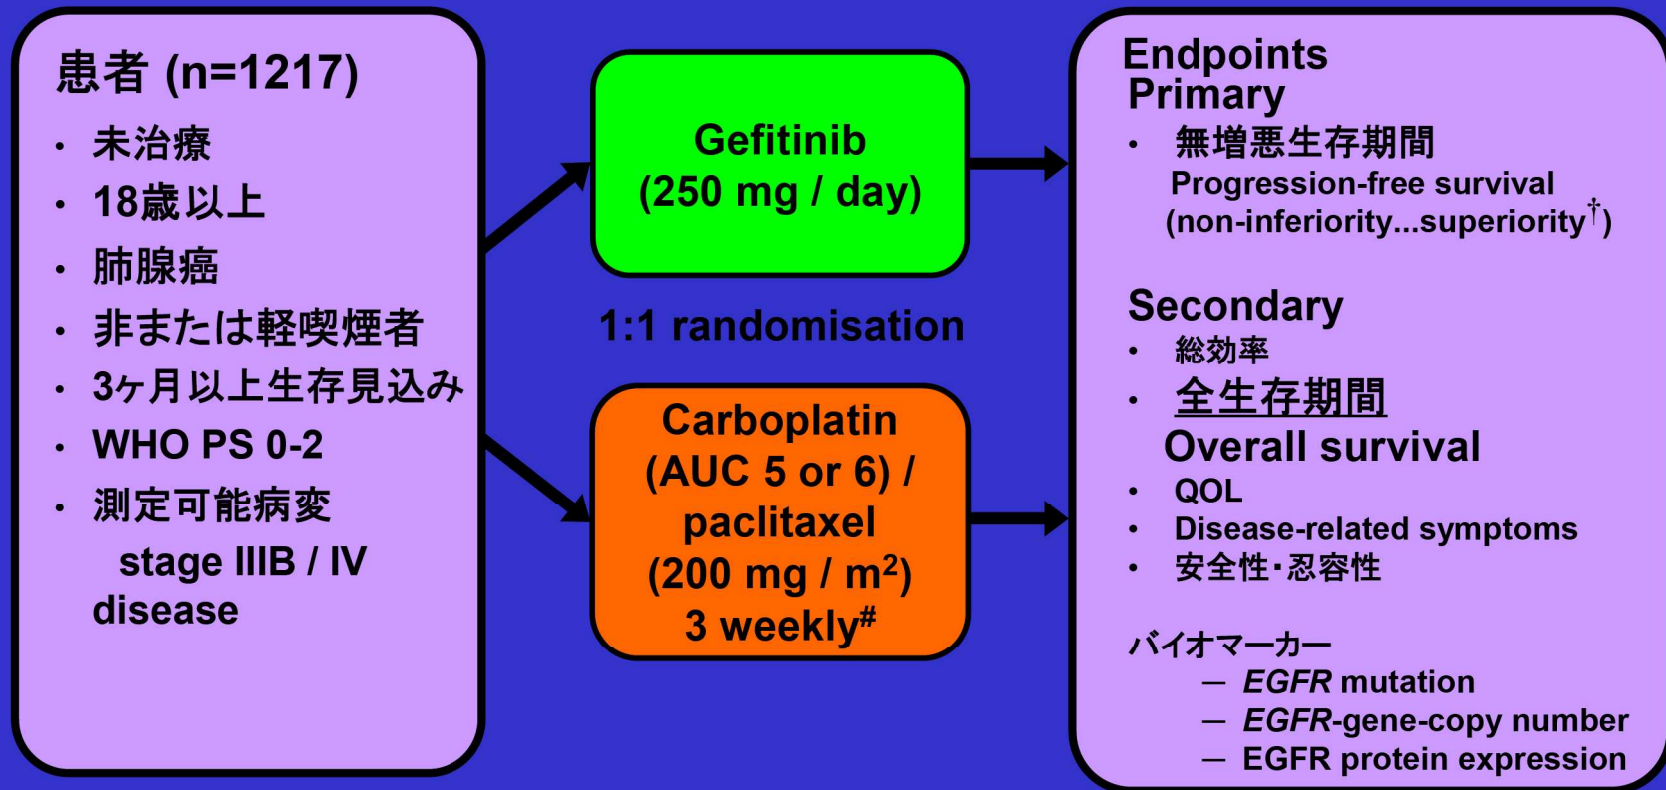 患者 (n=1217)
・ 未治療
・ 18歳以上
・ 肺腺癌
・ 非または軽喫煙者
・ 3ヶ月以上生存見込み
・ WHO PS 0-2
・ 測定可能病変
stage IIIB / IV
disease
Gefitinib
(250 mg / day)
1:1 randomisation
Carboplatin
(AUC 5 or 6) /
paclitaxel
(200 mg / m²)
3 weekly#
Endpoints
Primary
・ 無増悪生存期間
Progression-free survival
(non-inferiority...superiority†)
Secondary
・ 総効率
・ 全生存期間
Overall survival
・ QOL
・ Disease-related symptoms
・ 安全性・忍容性
バイオマーカー
— EGFR mutation
— EGFR-gene-copy number
— EGFR protein expression